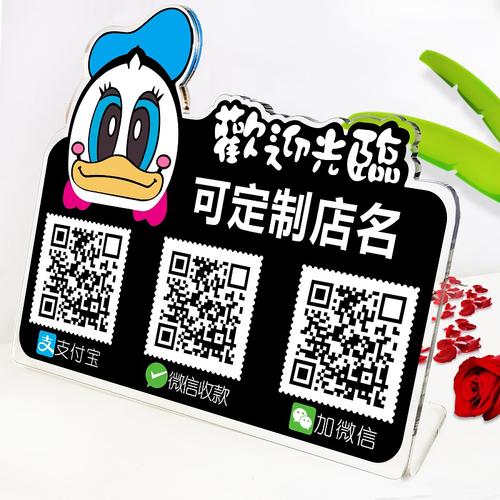 歡迎光臨
可定制店名
支付宝
微信收款
加微信